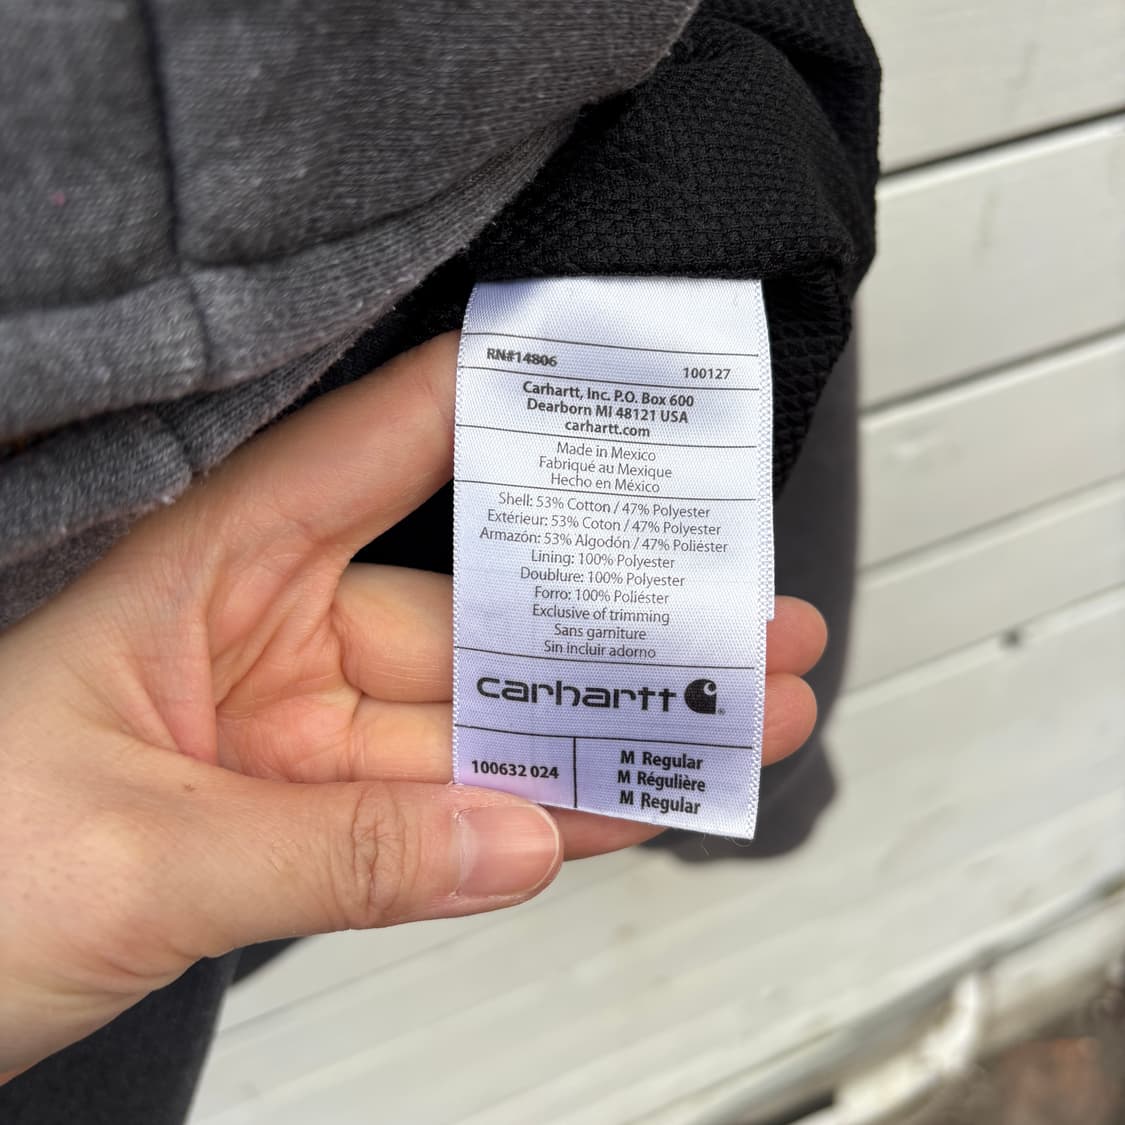 RN#14806 100127
Carhartt, Inc. P.O. Box 600
Dearborn MI 48121 USA
carhartt.com
Made in Mexico
Fabriqué au Mexique
Hecho en México
Shell: 53% Cotton / 47% Polyester
Extérieur: 53% Coton / 47% Polyester
Armazón: 53% Algodón / 47% Poliéster
Lining: 100% Polyester
Doublure: 100% Polyester
Forro: 100% Poliéster
Exclusive of trimming
Sans garniture
Sin incluir adorno
carhartt®
100632 024
M Regular
M Régulière
M Regular